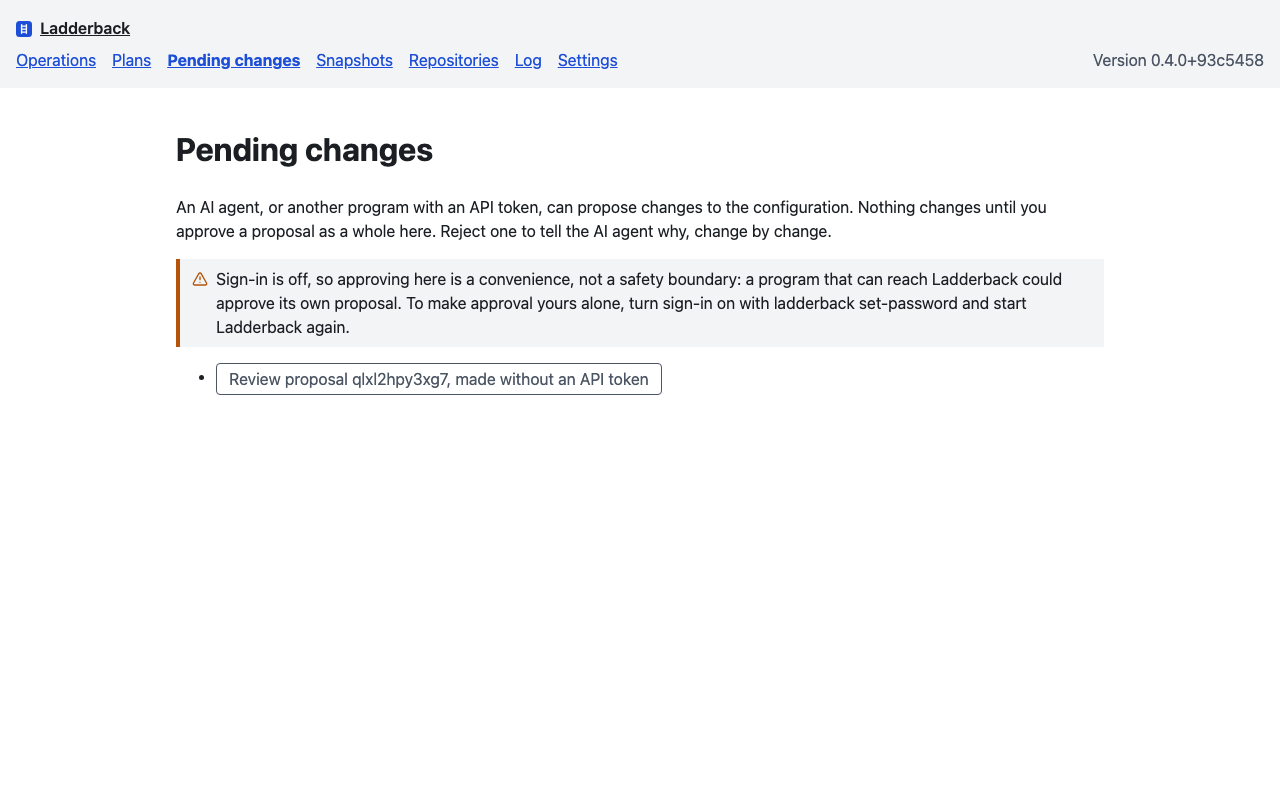 Ladderback
Operations Plans Pending changes Snapshots Repositories Log Settings Version 0.4.0+93c5458
Pending changes
An AI agent, or another program with an API token, can propose changes to the configuration. Nothing changes until you
approve a proposal as a whole here. Reject one to tell the AI agent why, change by change.
Sign-in is off, so approving here is a convenience, not a safety boundary: a program that can reach Ladderback could
approve its own proposal. To make approval yours alone, turn sign-in on with ladderback set-password and start
Ladderback again.
Review proposal qlxl2hpy3xg7, made without an API token